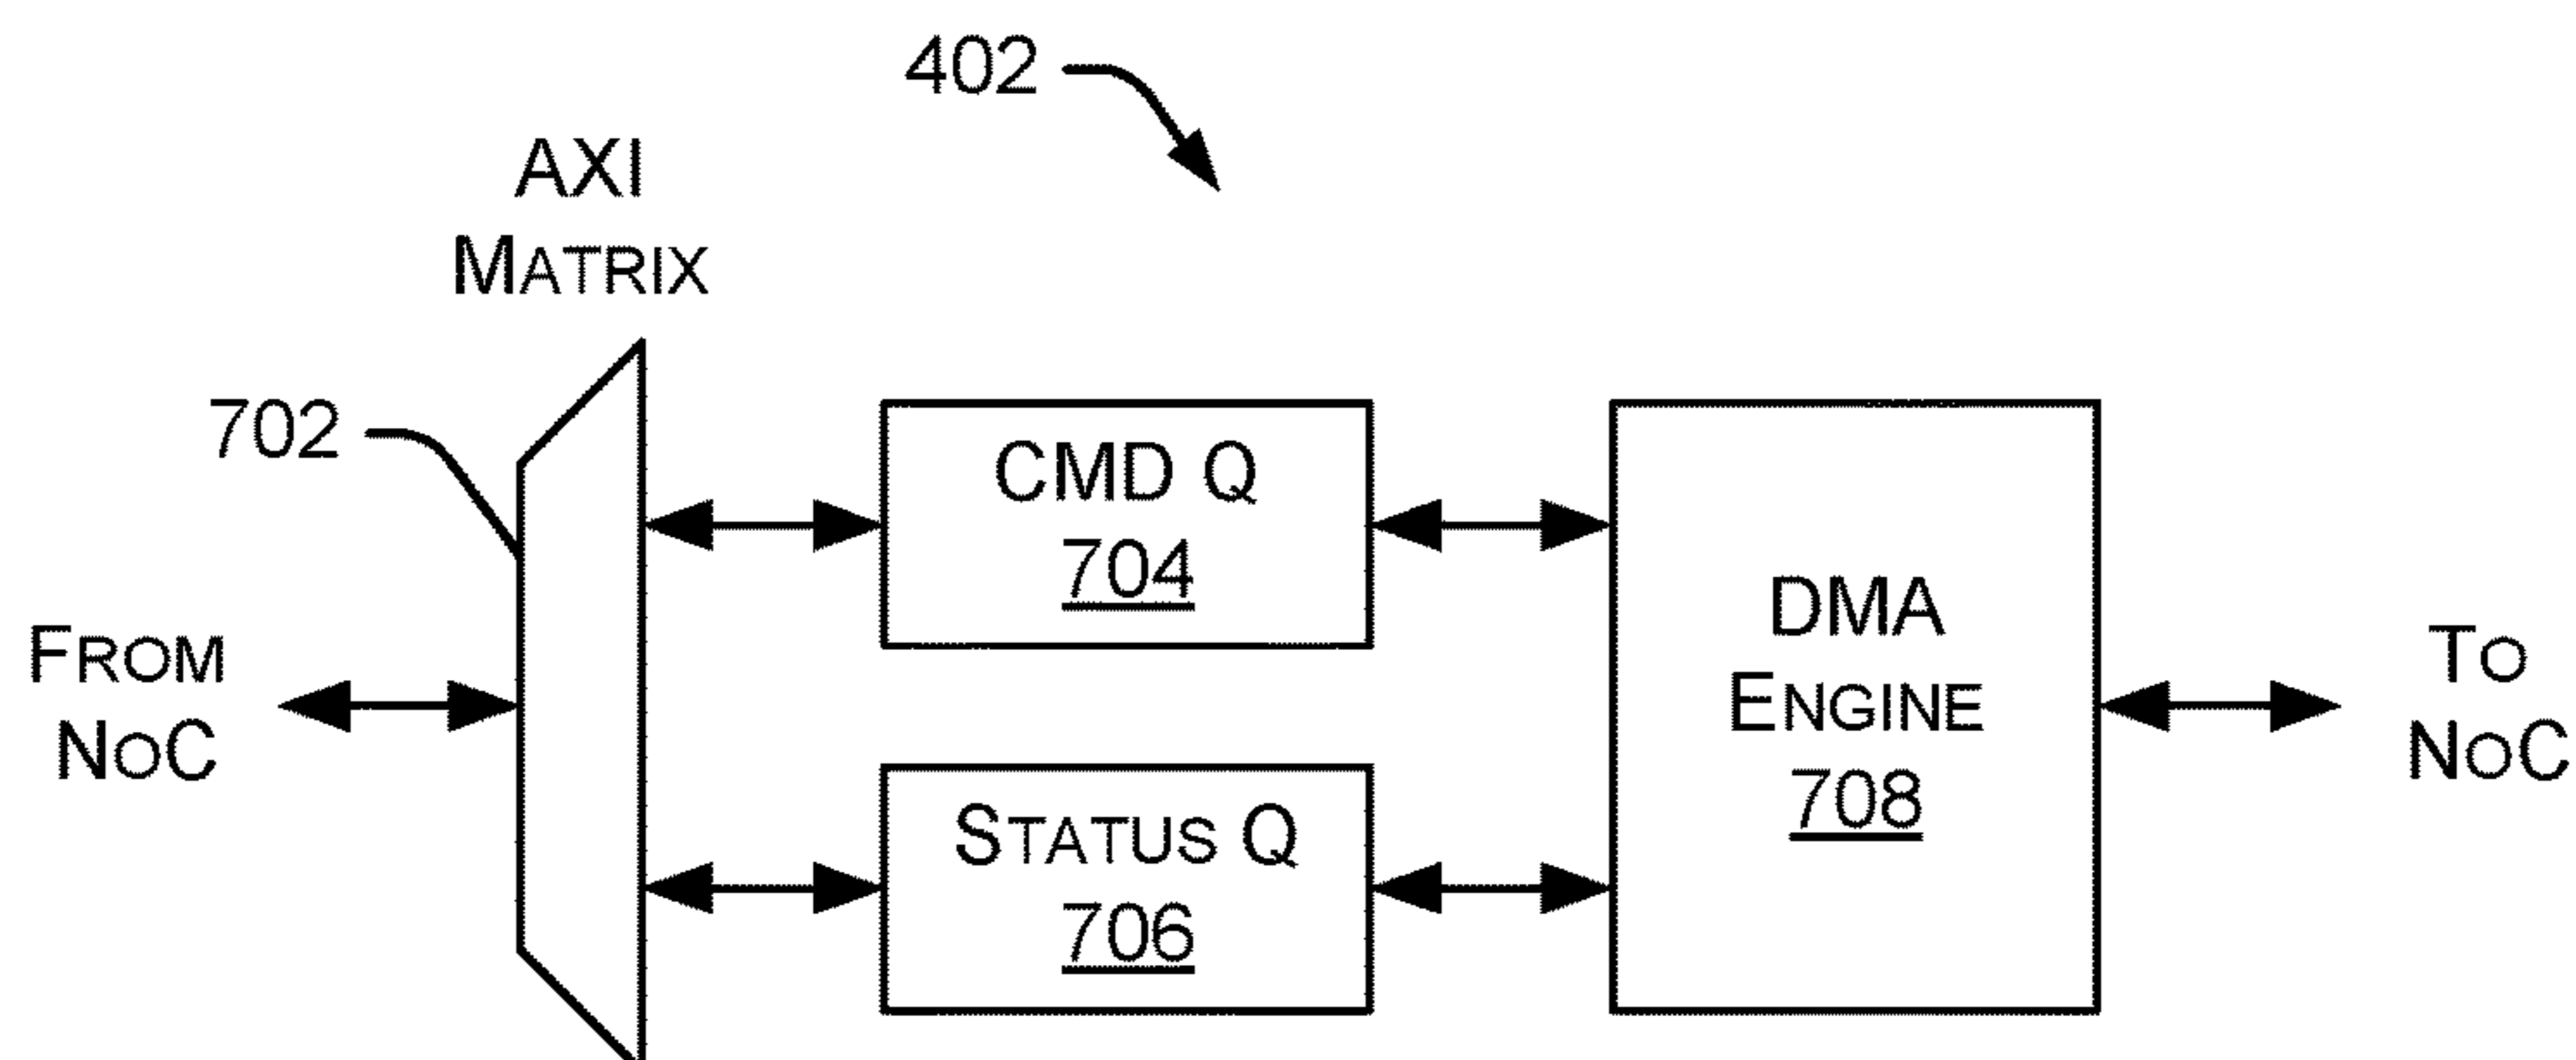 402
AXI
MATRIX
702
CMD Q
704
FROM
NOC
DMA
ENGINE
708
TO
NOC
STATUS Q
706